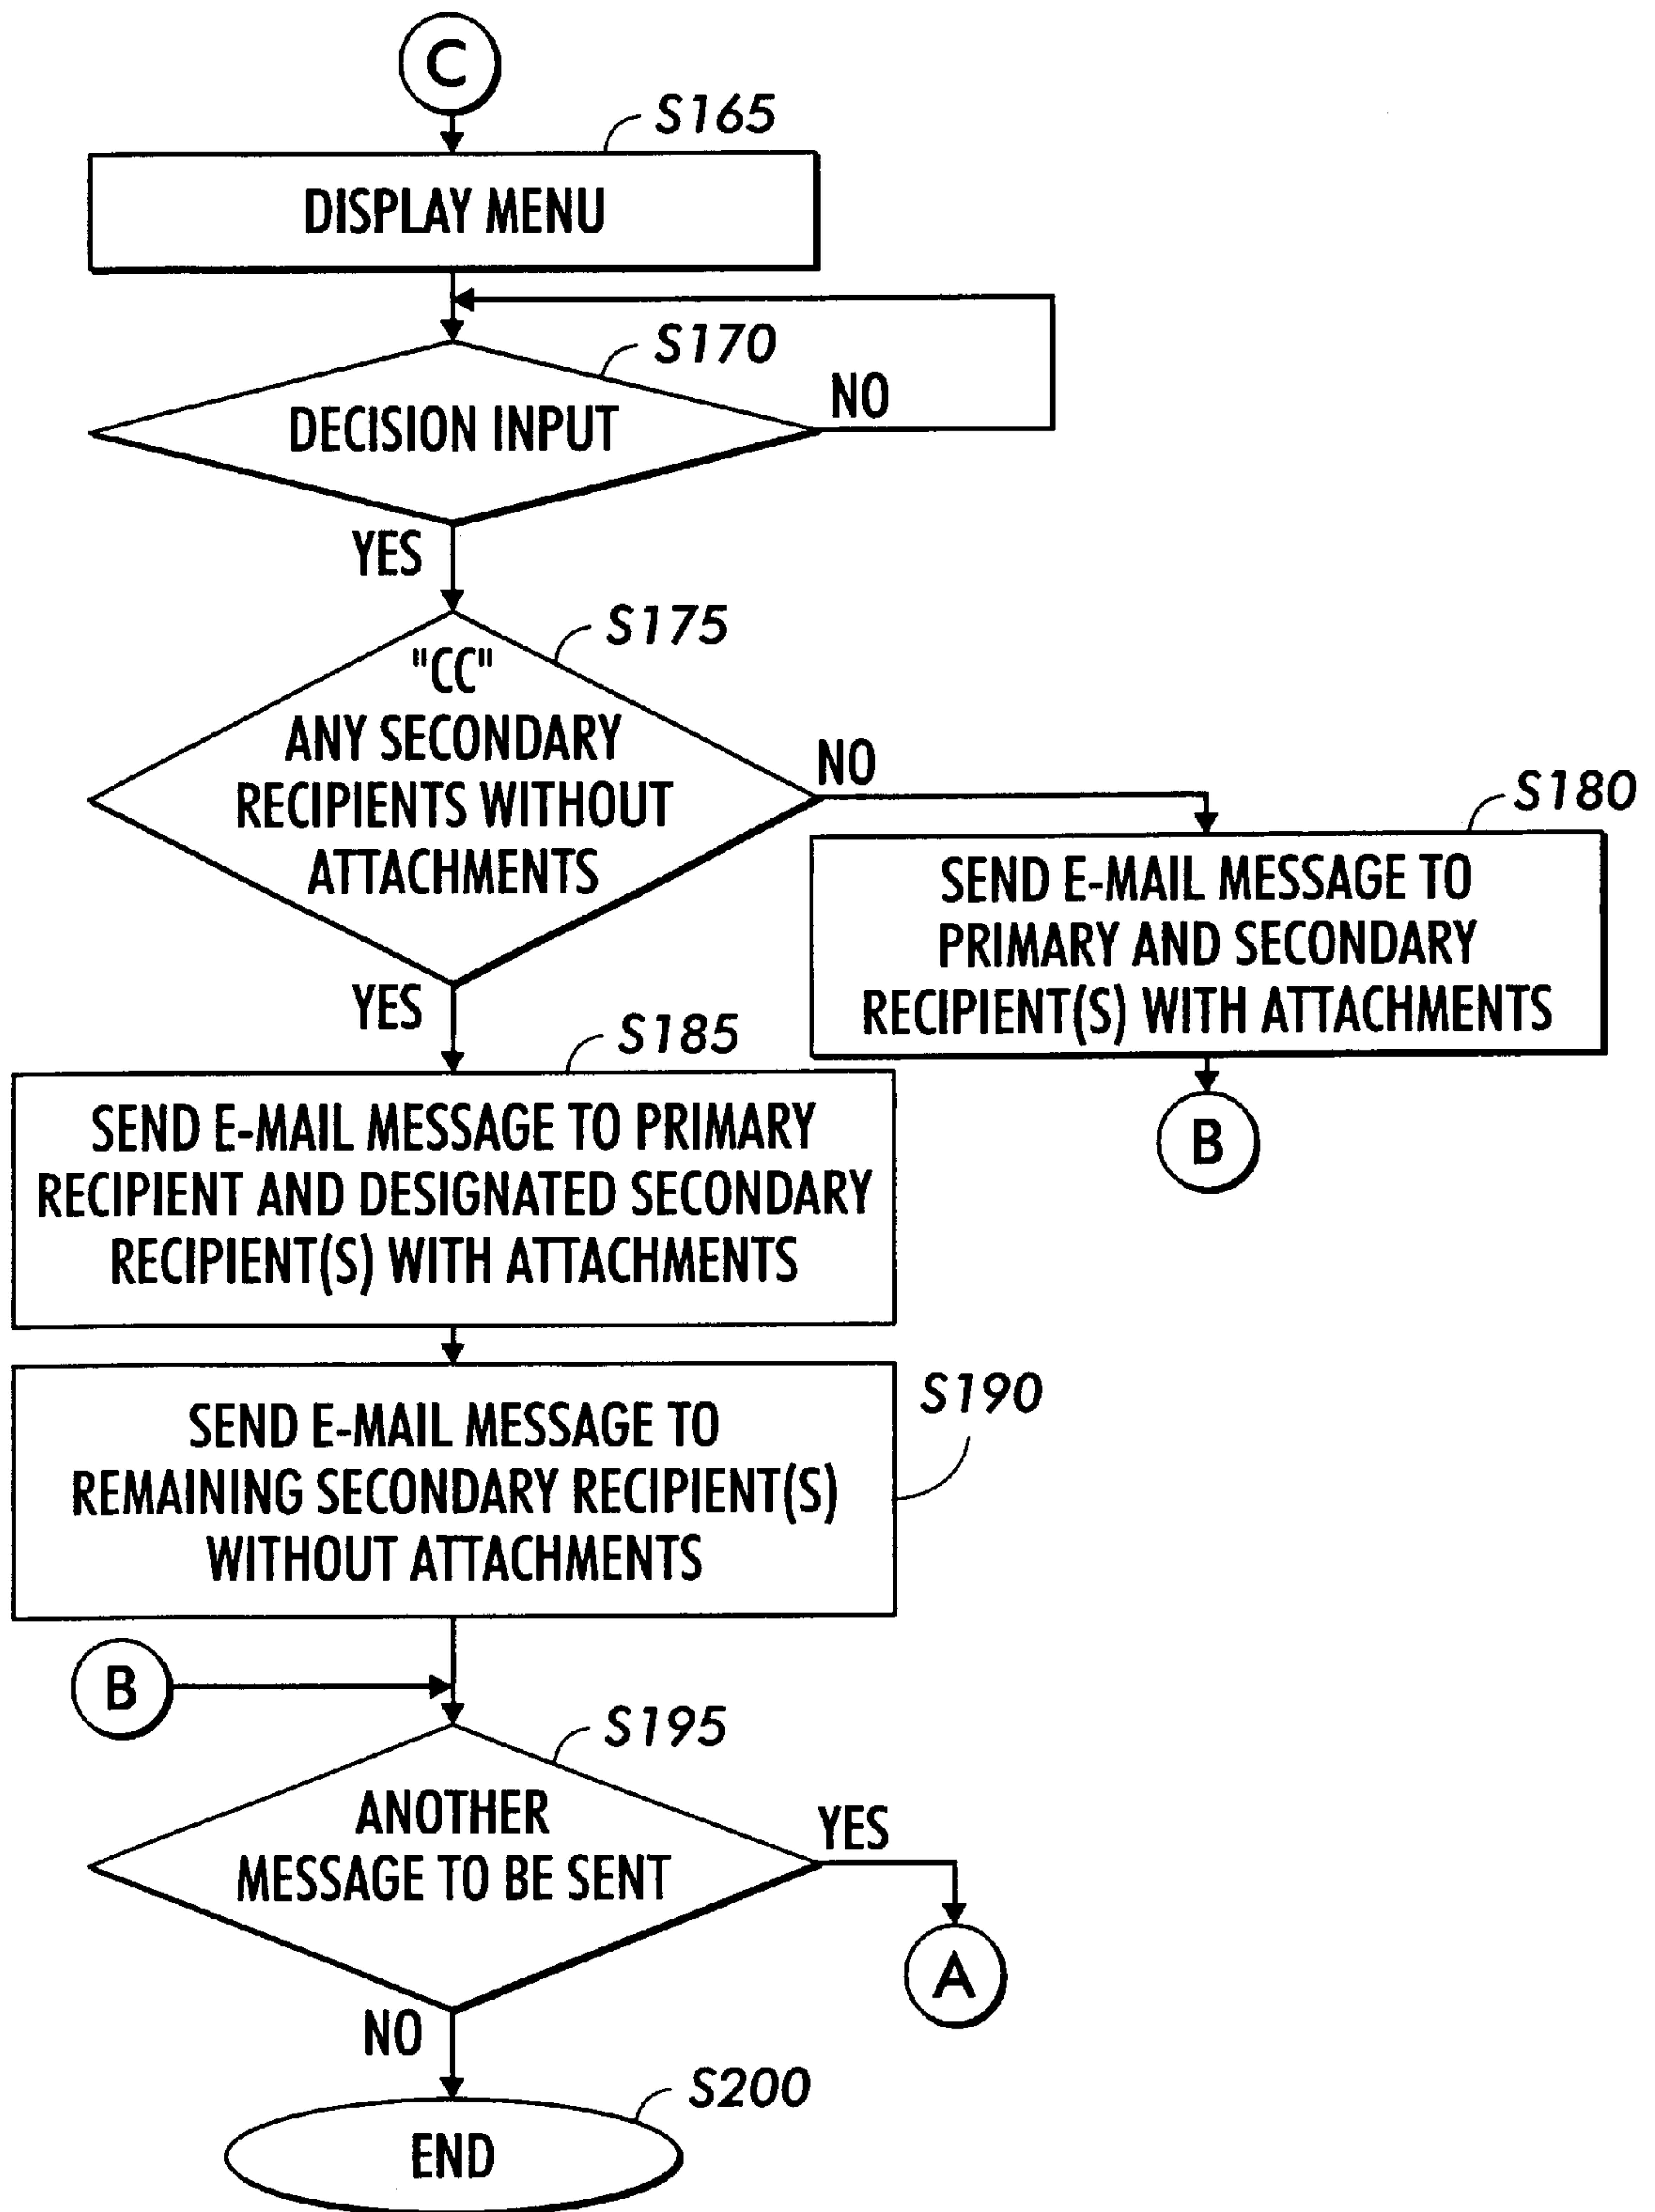 C
S165
DISPLAY MENU
S170
DECISION INPUT
NO
YES
S175
"CC"
ANY SECONDARY
RECIPIENTS WITHOUT
ATTACHMENTS
NO
YES
S180
SEND E-MAIL MESSAGE TO
PRIMARY AND SECONDARY
RECIPIENT(S) WITH ATTACHMENTS
B
S185
SEND E-MAIL MESSAGE TO PRIMARY
RECIPIENT AND DESIGNATED SECONDARY
RECIPIENT(S) WITH ATTACHMENTS
S190
SEND E-MAIL MESSAGE TO
REMAINING SECONDARY RECIPIENT(S)
WITHOUT ATTACHMENTS
B
S195
ANOTHER
MESSAGE TO BE SENT
YES
A
NO
S200
END